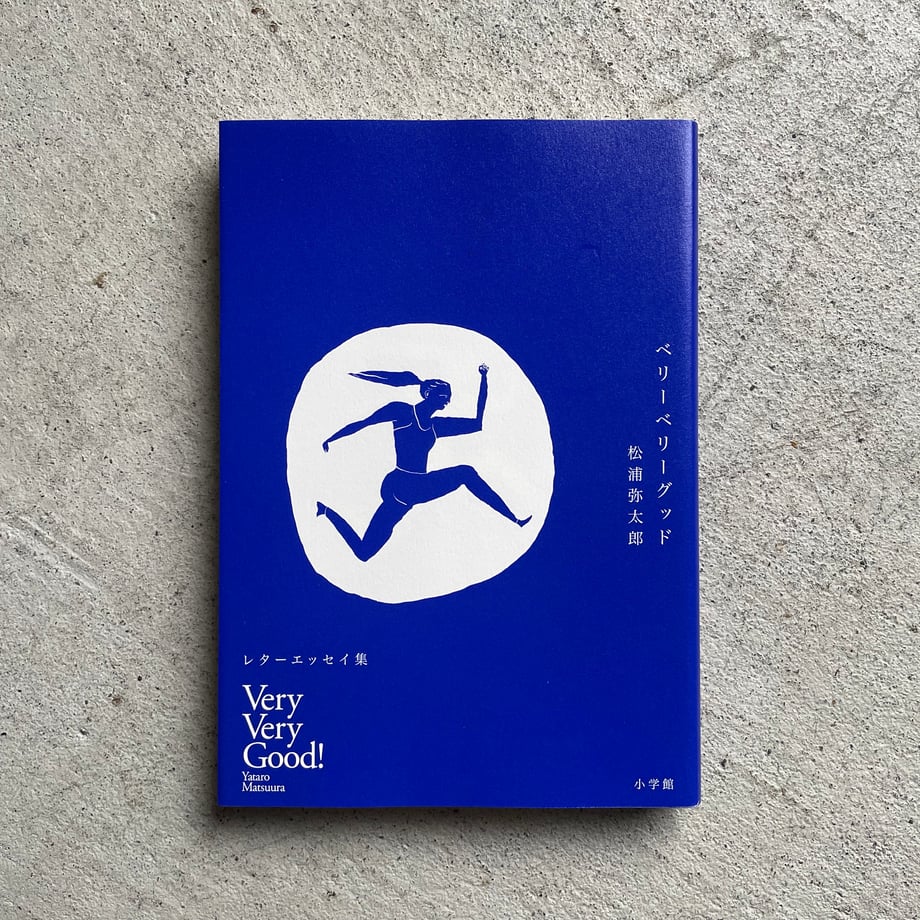 ベリーベリーグッド
松浦弥太郎
レターエッセイ集
Very
Very
Good!
Yataro
Matsuura
小学館